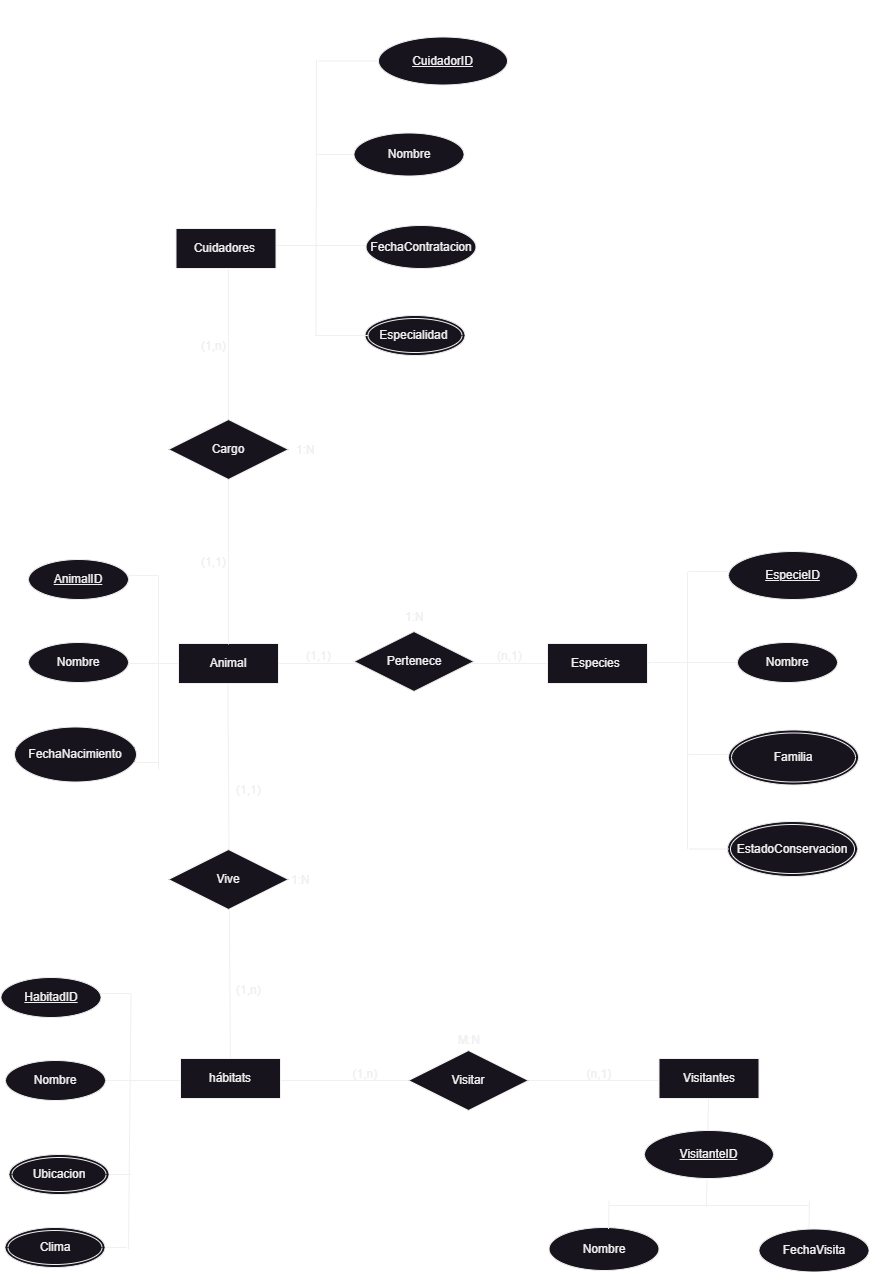 CuidadorID
Nombre
Cuidadores
FechaContratacion
Especialidad
(1,n)
Cargo
1:N
(1,1)
AnimalID
EspecieID
1:N
Nombre
Animal
(1,1)
Pertenece
(n,1)
Especies
Nombre
FechaNacimiento
Familia
(1,1)
EstadoConservacion
Vive
1:N
(1,n)
HabitadID
M:N
Nombre
hábitats
(1,n)
Visitar
(n,1)
Visitantes
Ubicacion
VisitanteID
Clima
Nombre
FechaVisita